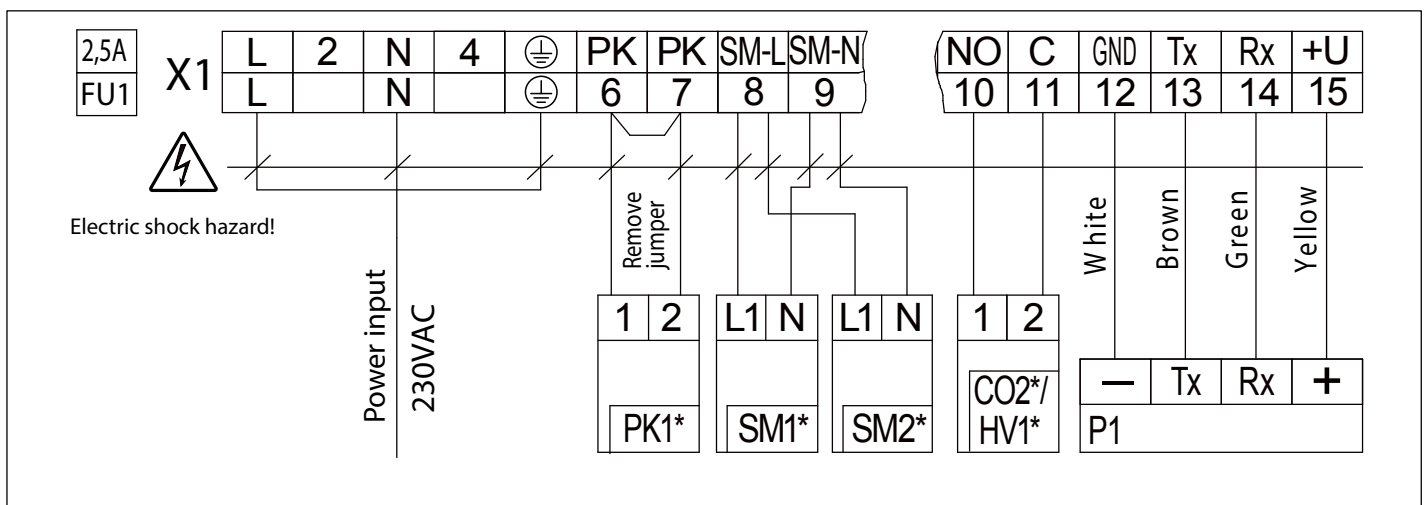 2,5A
FU1
X1
L 2 N 4 PK PK SM-L SM-N NO C GND Tx Rx +U
L N 6 7 8 9 10 11 12 13 14 15
Electric shock hazard!
Power input
230VAC
Remove
jumper
White
Brown
Green
Yellow
1 2 L1 N L1 N 1 2
PK1* SM1* SM2*
CO2*/
HV1*
— Tx Rx +
P1